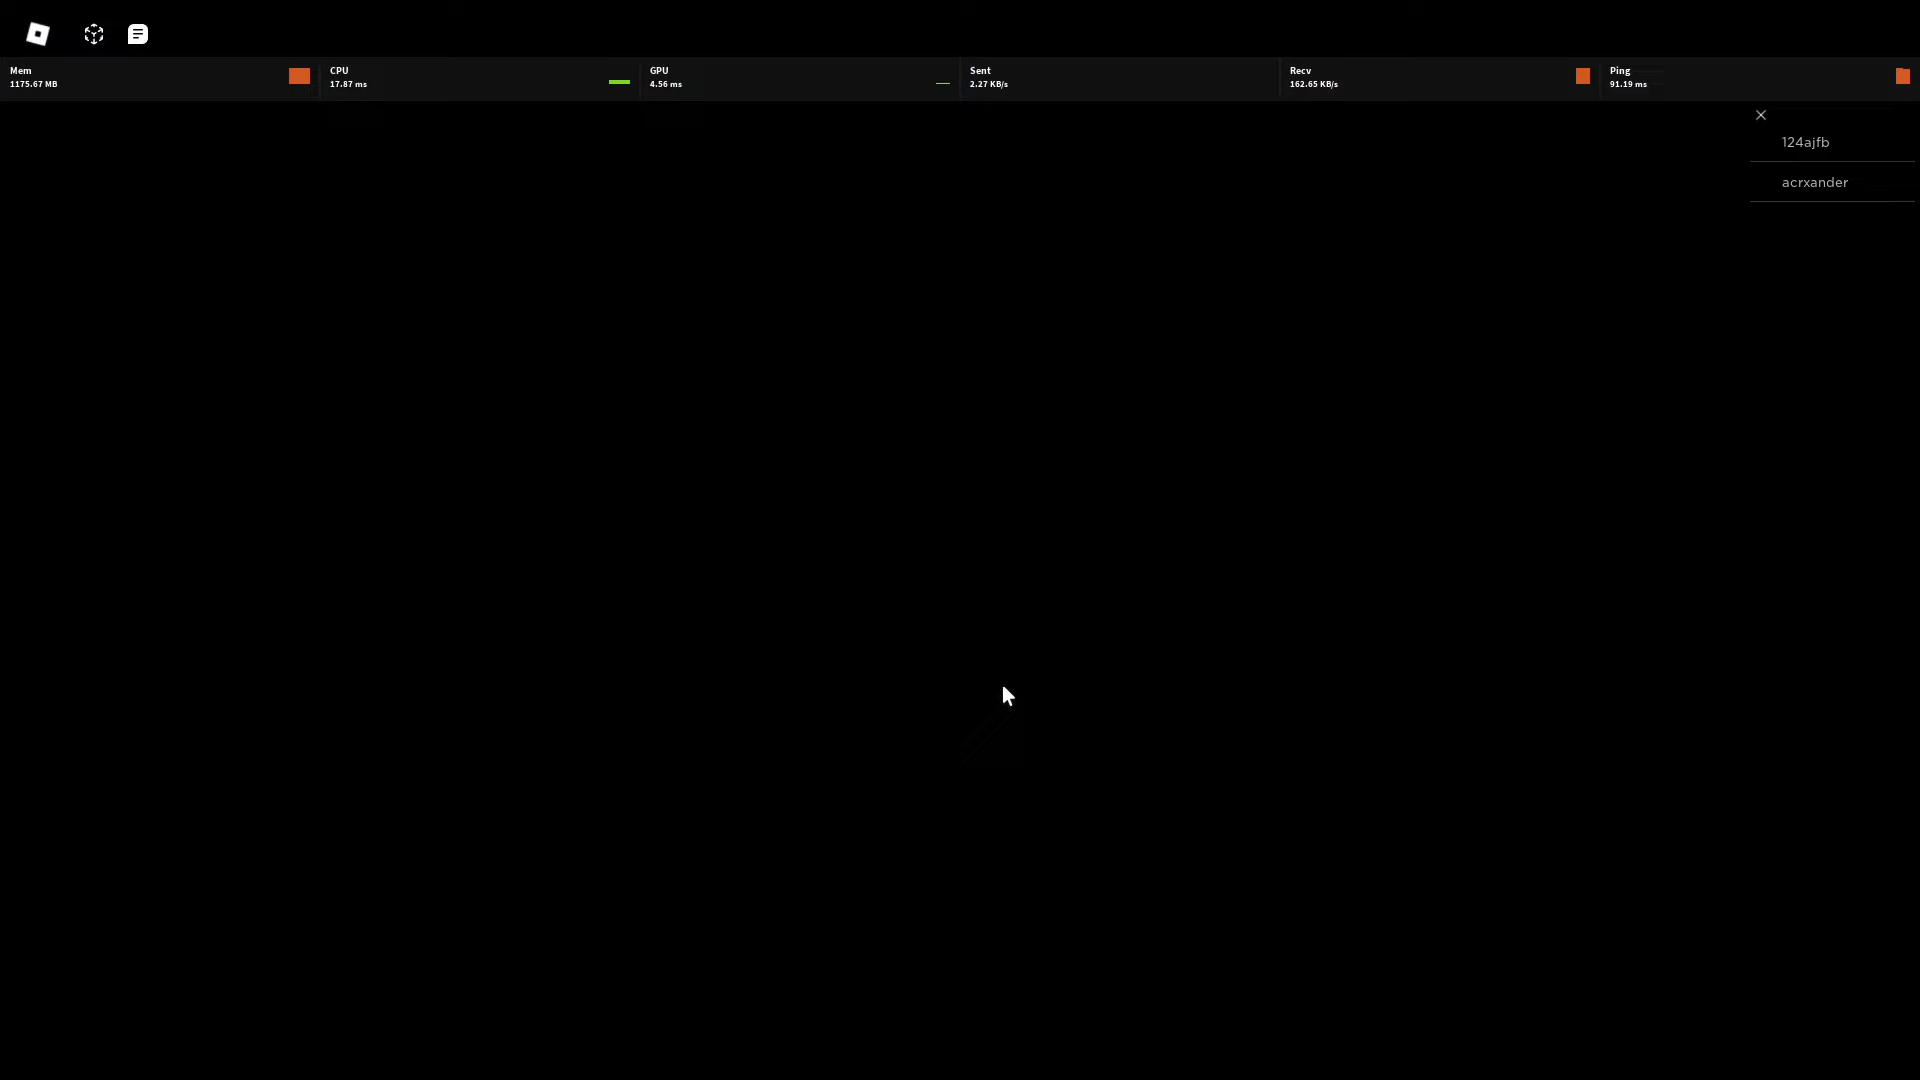 Mem
1175.67 MB
CPU
17.87 ms
GPU
4.56 ms
Sent
2.27 KB/s
Recv
162.65 KB/s
Ping
91.19 ms
124ajfb
acrxander